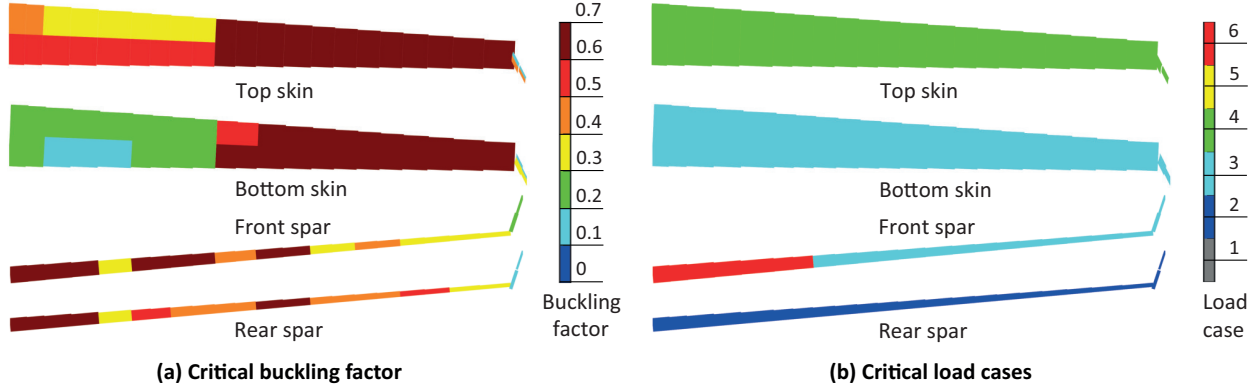 0.7
0.6
0.5
0.4
0.3
0.2
0.1
0
Buckling
factor
Top skin
Bottom skin
Front spar
Rear spar
(a) Critical buckling factor
6
5
4
3
2
1
Load
case
Top skin
Bottom skin
Front spar
Rear spar
(b) Critical load cases